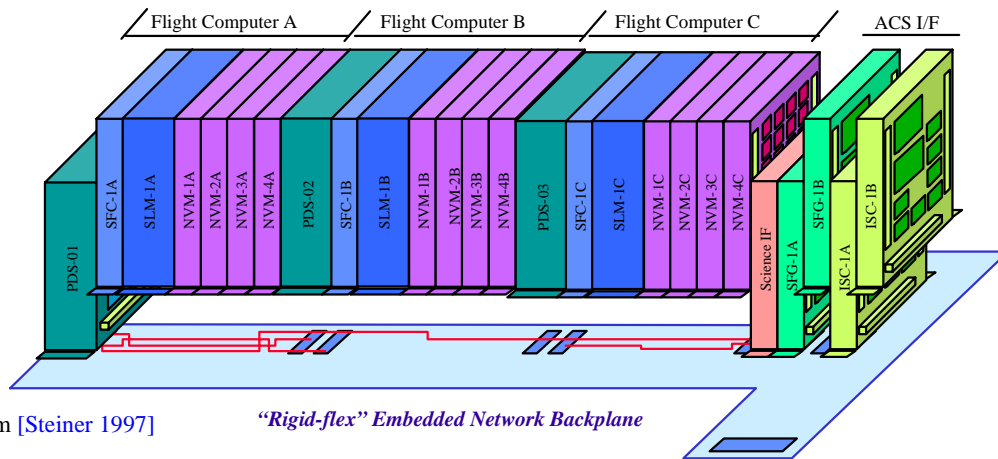 Flight Computer A
Flight Computer B
Flight Computer C
ACS I/F
PDS-01
SFC-1A
SLM-1A
NVM-1A
NVM-2A
NVM-3A
NVM-4A
PDS-02
SFC-1B
SLM-1B
NVM-1B
NVM-2B
NVM-3B
NVM-4B
PDS-03
SFC-1C
SLM-1C
NVM-1C
NVM-2C
NVM-3C
NVM-4C
Science IF
SFG-1A
SFG-1B
ISC-1A
ISC-1B
m [Steiner 1997]
“Rigid-flex” Embedded Network Backplane